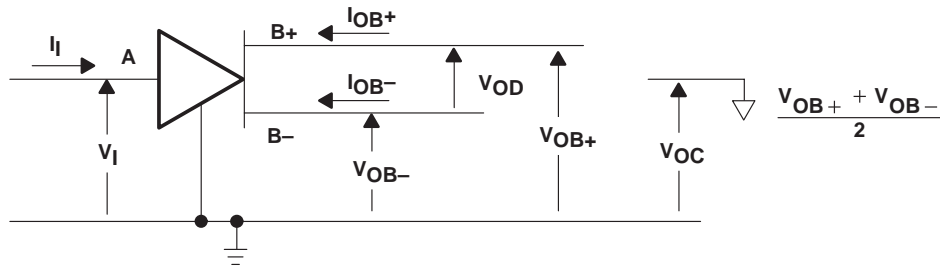 I_I
A
B+
I_OB+
I_OB–
V_OD
B–
V_I
V_OB–
V_OB+
V_OC
V_OB+ + V_OB–
2